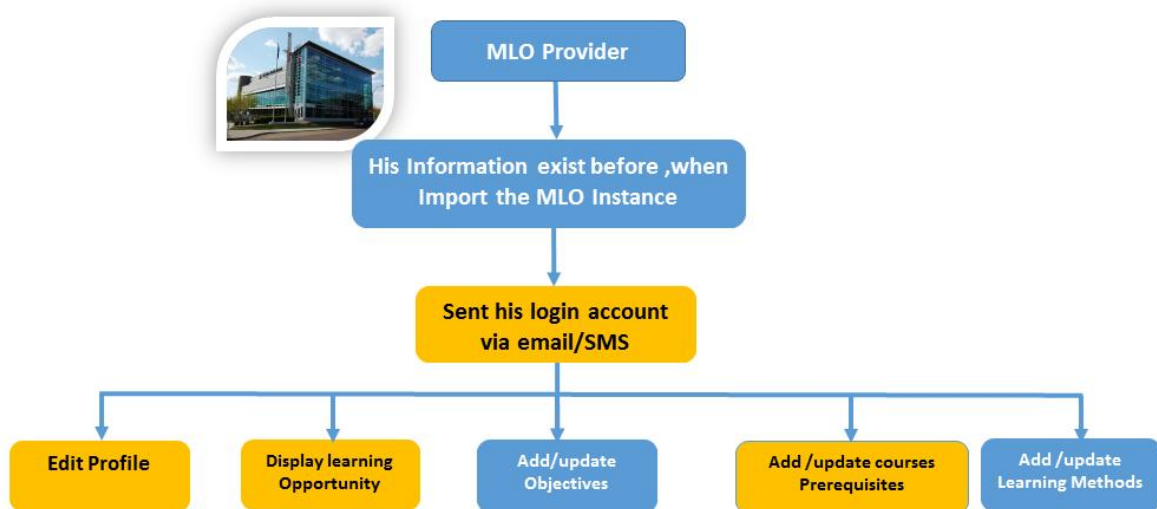 MLO Provider
His Information exist before ,when
Import the MLO Instance
Sent his login account
via email/SMS
Edit Profile
Display learning
Opportunity
Add/update
Objectives
Add /update courses
Prerequisites
Add /update
Learning Methods